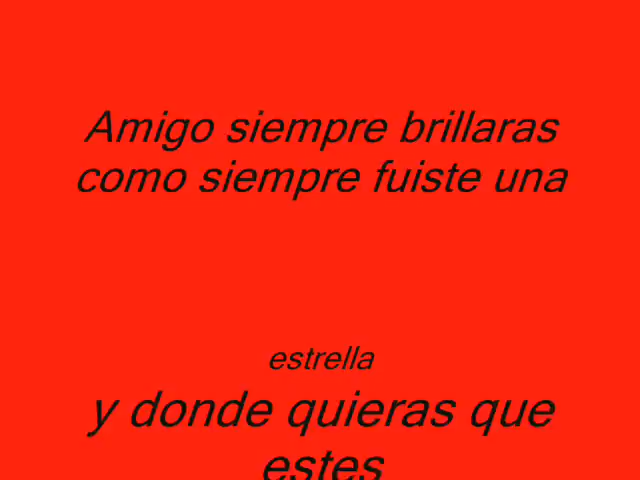 Amigo siempre brillaras
como siempre fuiste una
estrella
y donde quieras que
estes